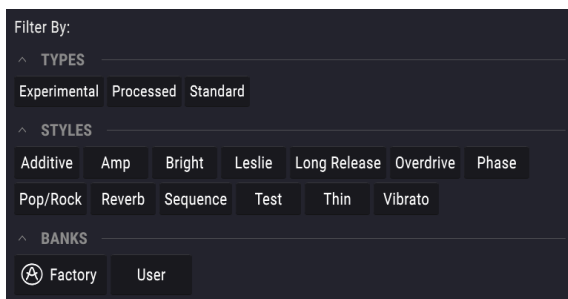 Filter By:
TYPES
Experimental Processed Standard
STYLES
Additive Amp Bright Leslie Long Release Overdrive Phase
Pop/Rock Reverb Sequence Test Thin Vibrato
BANKS
Factory User